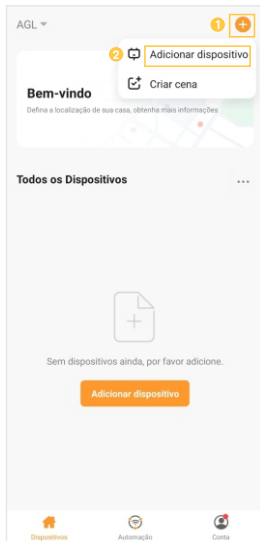 AGL
1
2
Adicionar dispositivo
Criar cena
Bem-vindo
Defina a localização de sua casa, obtenha mais informações
Todos os Dispositivos
...
Sem dispositivos ainda, por favor adicione.
Adicionar dispositivo
Dispositivos
Automação
Conta